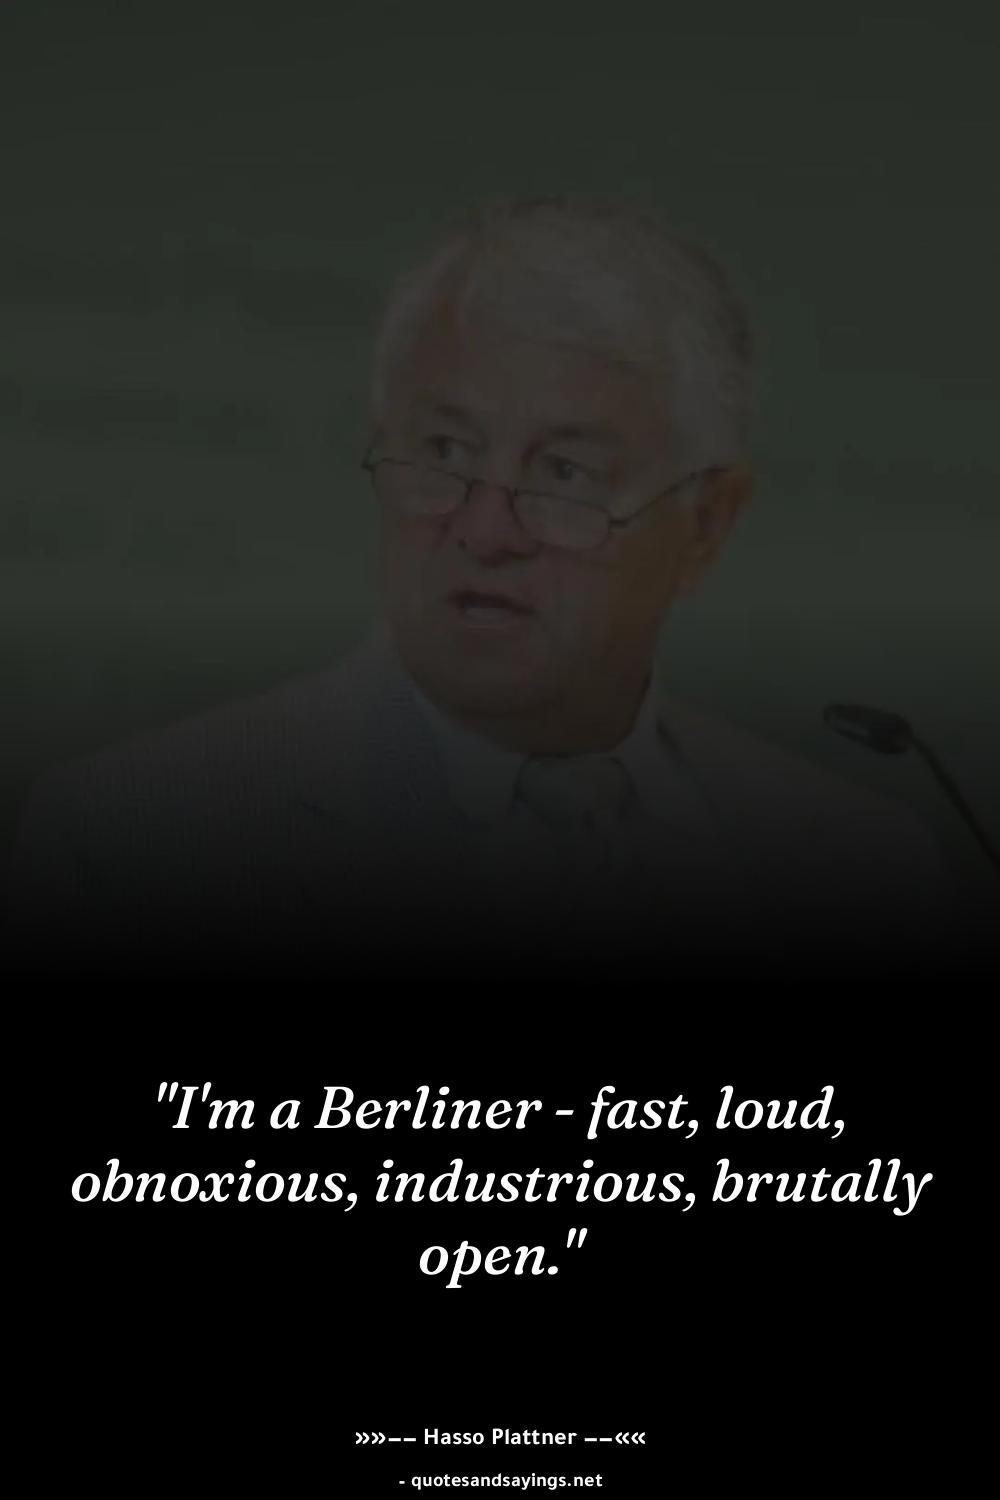 "I'm a Berliner - fast, loud,
obnoxious, industrious, brutally
open."
»»–– Hasso Plattner ––««
- quotesandsayings.net